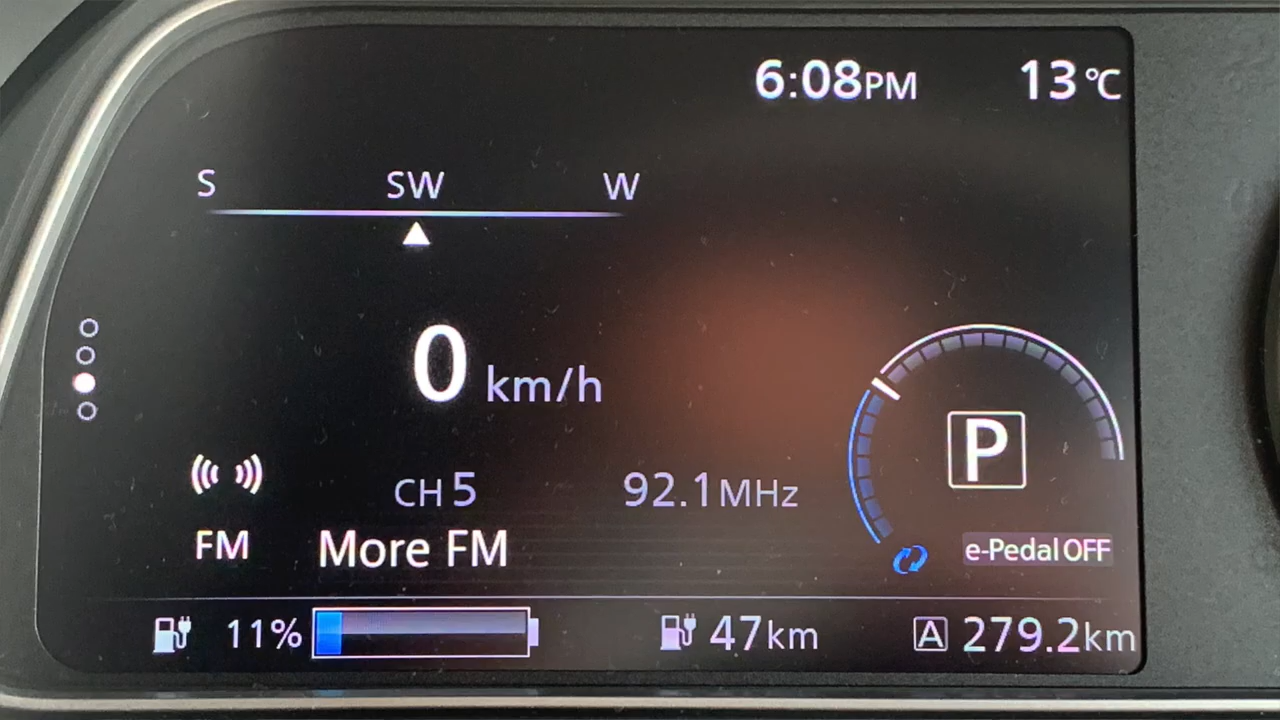 6:08PM 13°C
S SW W
0 km/h
P
CH 5 92.1MHz
FM More FM
e-Pedal OFF
11% 47km A 279.2km